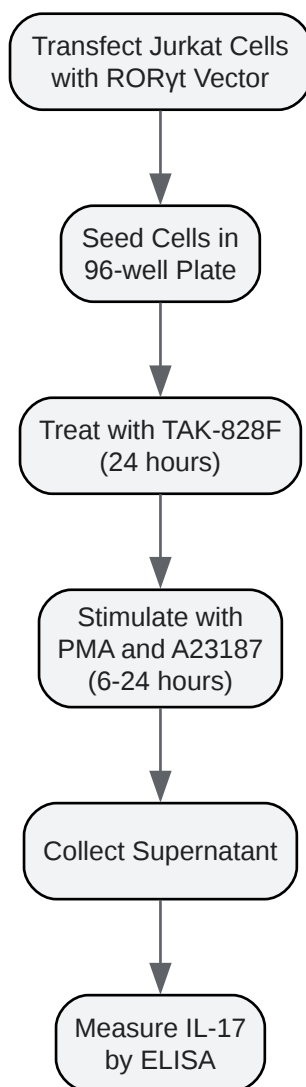 Transfect Jurkat Cells
with RORγt Vector
Seed Cells in
96-well Plate
Treat with TAK-828F
(24 hours)
Stimulate with
PMA and A23187
(6-24 hours)
Collect Supernatant
Measure IL-17
by ELISA